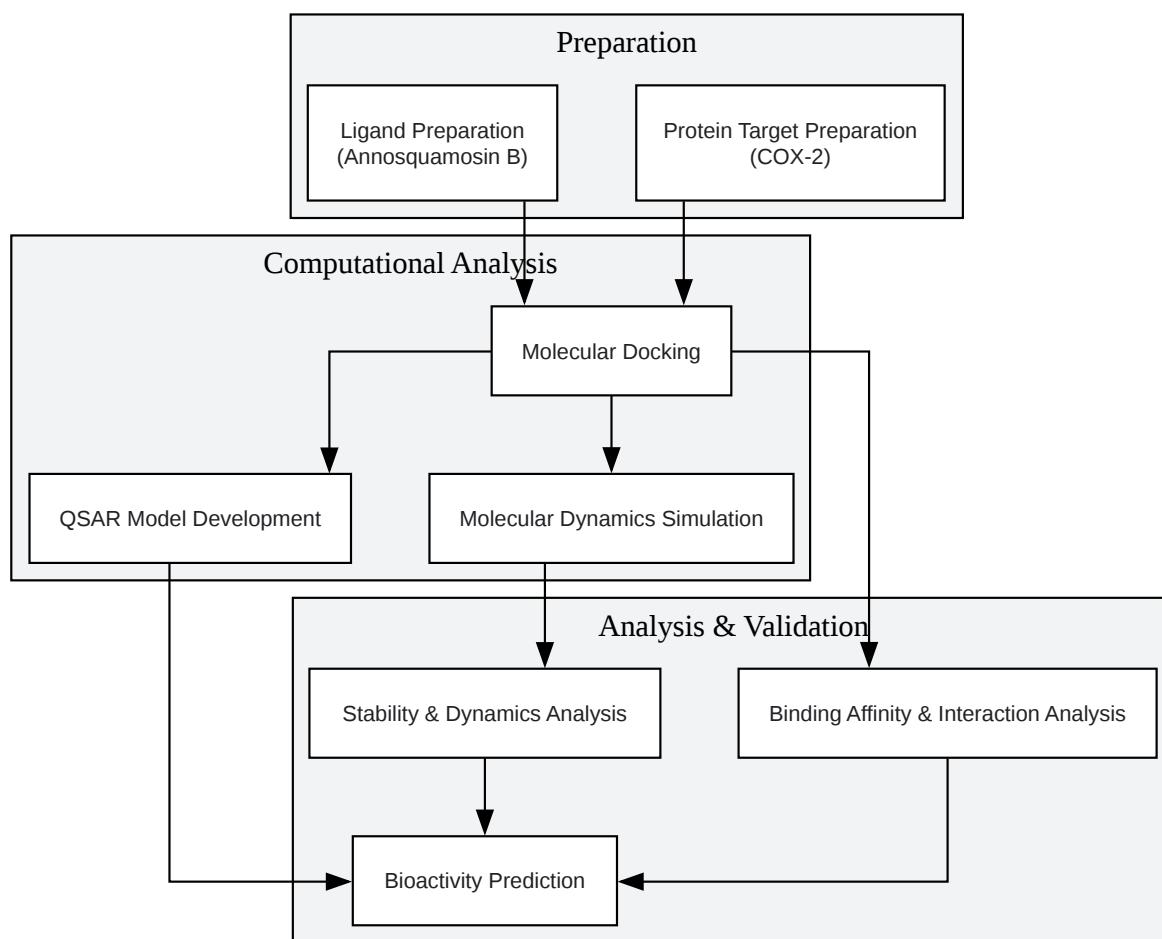 Preparation
Ligand Preparation
(Annosquamosin B)
Protein Target Preparation
(COX-2)
Computational Analysis
Molecular Docking
QSAR Model Development
Molecular Dynamics Simulation
Analysis & Validation
Stability & Dynamics Analysis
Binding Affinity & Interaction Analysis
Bioactivity Prediction